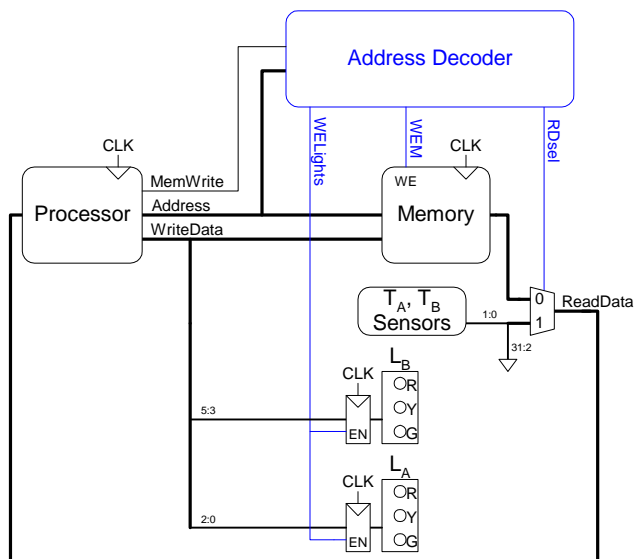 Address Decoder
WELights
WEM
RDsel
CLK
CLK
MemWrite
WE
Processor
Address
Memory
WriteData
T_A, T_B
Sensors
1:0
0
1
ReadData
31:2
L_B
CLK
R
Y
5:3
EN
G
L_A
CLK
R
Y
2:0
EN
G